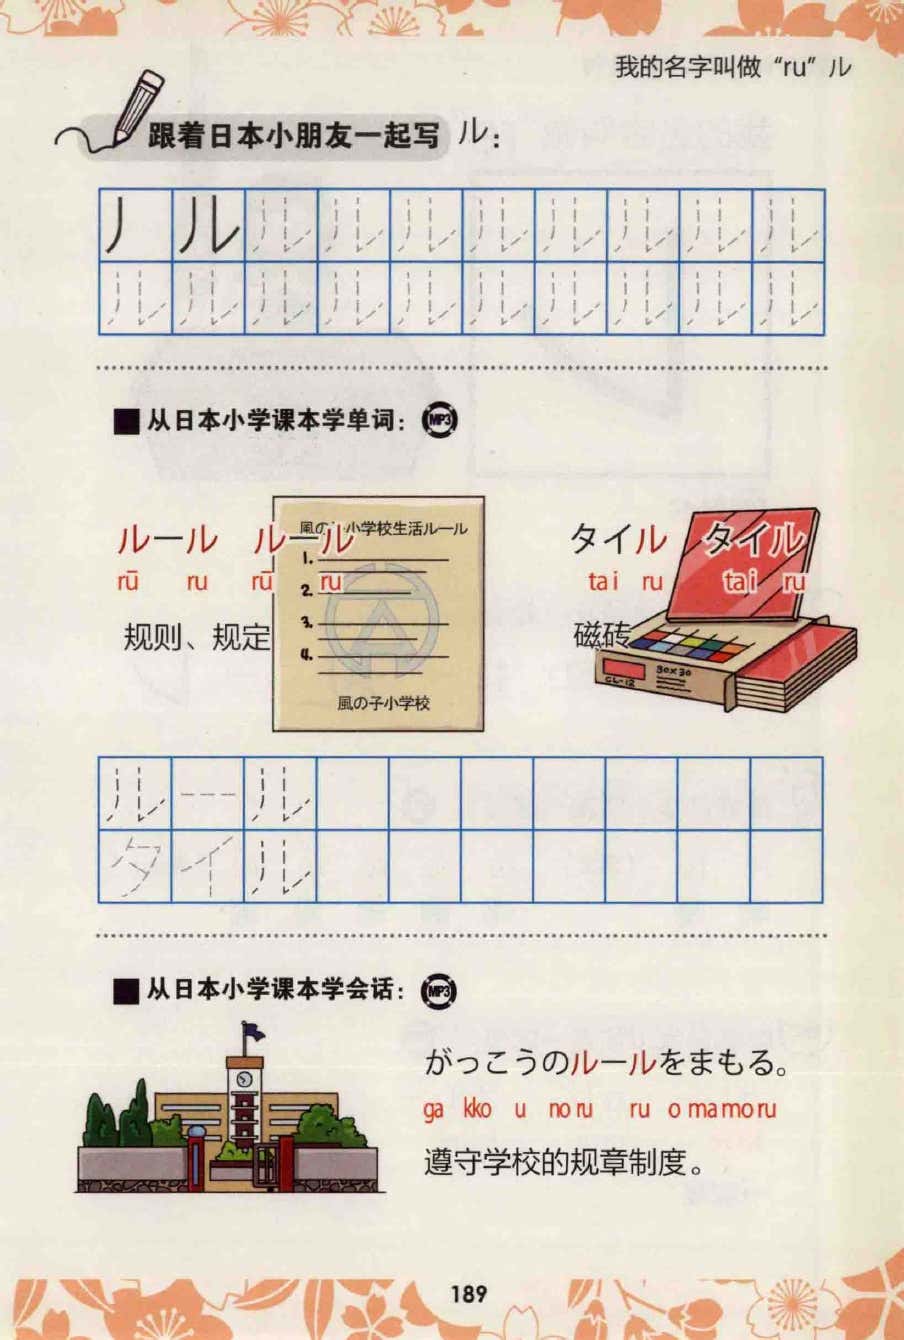 我的名字叫做“ru”ル
跟着日本小朋友一起写 ル：
ノ ル ル ル ル ル ル ル ル ル
ル ル ル ル ル ル ル ル ル ル
从日本小学课本学单词： MP3
ルール ルール
rū ru rū ru
规则、规定
風の 小学校生活ルール
1.
2.
3.
4.
風の子小学校
タイル タイル
tai ru tai ru
磁砖
30×30
CL-12
ル ー ル
タ イ ル
从日本小学课本学会话： MP3
がっこうのルールをまもる。
ga kko u no ru ru o ma mo ru
遵守学校的规章制度。
189